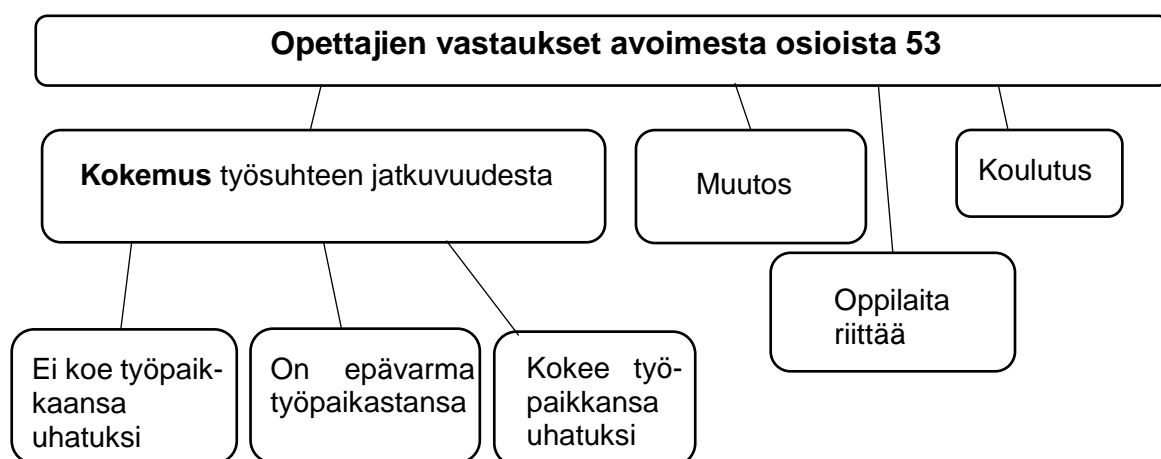 Opettajien vastaukset avoimesta osioista 53
Kokemus työsuhteen jatkuvuudesta
Muutos
Koulutus
Oppilaita
riittää
Ei koe työpaik-
kaansa
uhatuksi
On epävarma
työpaikastansa
Kokee työ-
paikkansa
uhatuksi